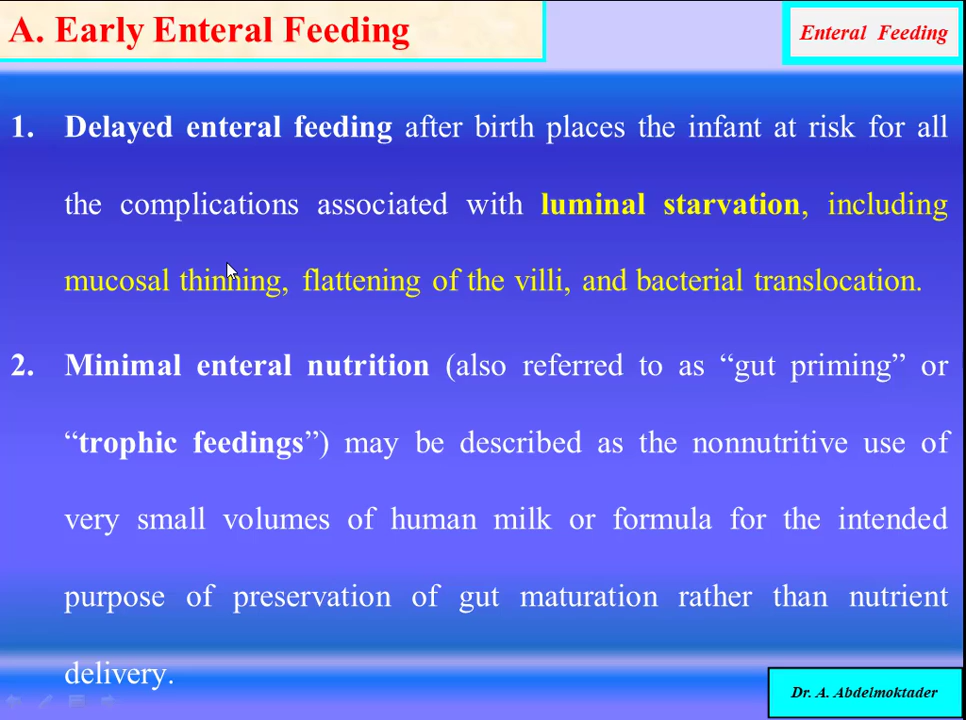 A. Early Enteral Feeding
Enteral Feeding
1. Delayed enteral feeding after birth places the infant at risk for all
the complications associated with luminal starvation, including
mucosal thinning, flattening of the villi, and bacterial translocation.
2. Minimal enteral nutrition (also referred to as “gut priming” or
“trophic feedings”) may be described as the nonnutritive use of
very small volumes of human milk or formula for the intended
purpose of preservation of gut maturation rather than nutrient
delivery.
Dr. A. Abdelmoktader